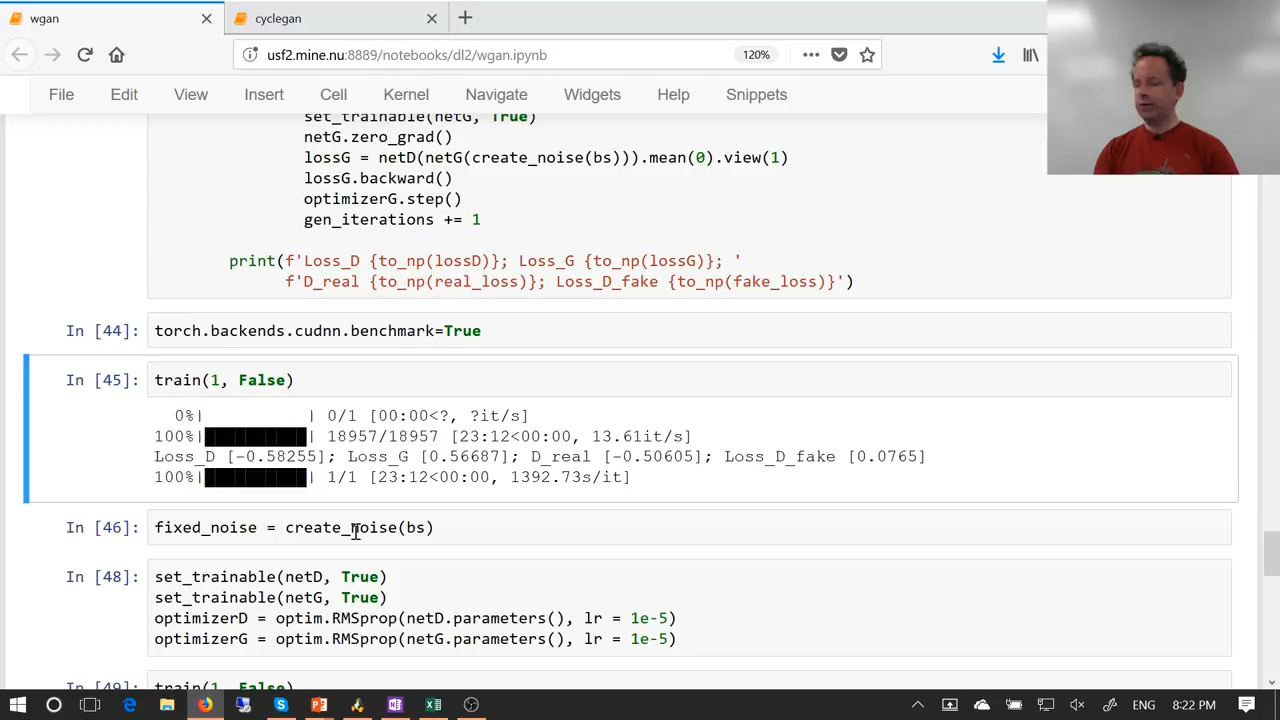 wgan
cyclegan
usf2.mine.nu:8889/notebooks/dl2/wgan.ipynb
120%
File Edit View Insert Cell Kernel Navigate Widgets Help Snippets
set_trainable(netG, True)
netG.zero_grad()
lossG = netD(netG(create_noise(bs))).mean(0).view(1)
lossG.backward()
optimizerG.step()
gen_iterations += 1
print(f'Loss_D {to_np(lossD)}; Loss_G {to_np(lossG)}; '
f'D_real {to_np(real_loss)}; Loss_D_fake {to_np(fake_loss)}')
In [44]: torch.backends.cudnn.benchmark=True
In [45]: train(1, False)
0%| | 0/1 [00:00<?, ?it/s]
100%|██████████| 18957/18957 [23:12<00:00, 13.61it/s]
Loss_D [-0.58255]; Loss_G [0.56687]; D_real [-0.50605]; Loss_D_fake [0.0765]
100%|██████████| 1/1 [23:12<00:00, 1392.73s/it]
In [46]: fixed_noise = create_noise(bs)
In [48]: set_trainable(netD, True)
set_trainable(netG, True)
optimizerD = optim.RMSprop(netD.parameters(), lr = 1e-5)
optimizerG = optim.RMSprop(netG.parameters(), lr = 1e-5)
In [49]: train(1, False)
ENG 8:22 PM